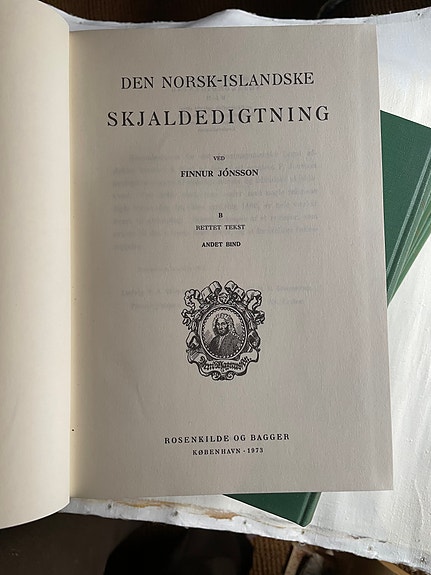 DEN NORSK-ISLANDSKE
SKJALDEDIGTNING
VED
FINNUR JÓNSSON
B
RETTET TEKST
ANDET BIND
ROSENKILDE OG BAGGER
KØBENHAVN · 1973